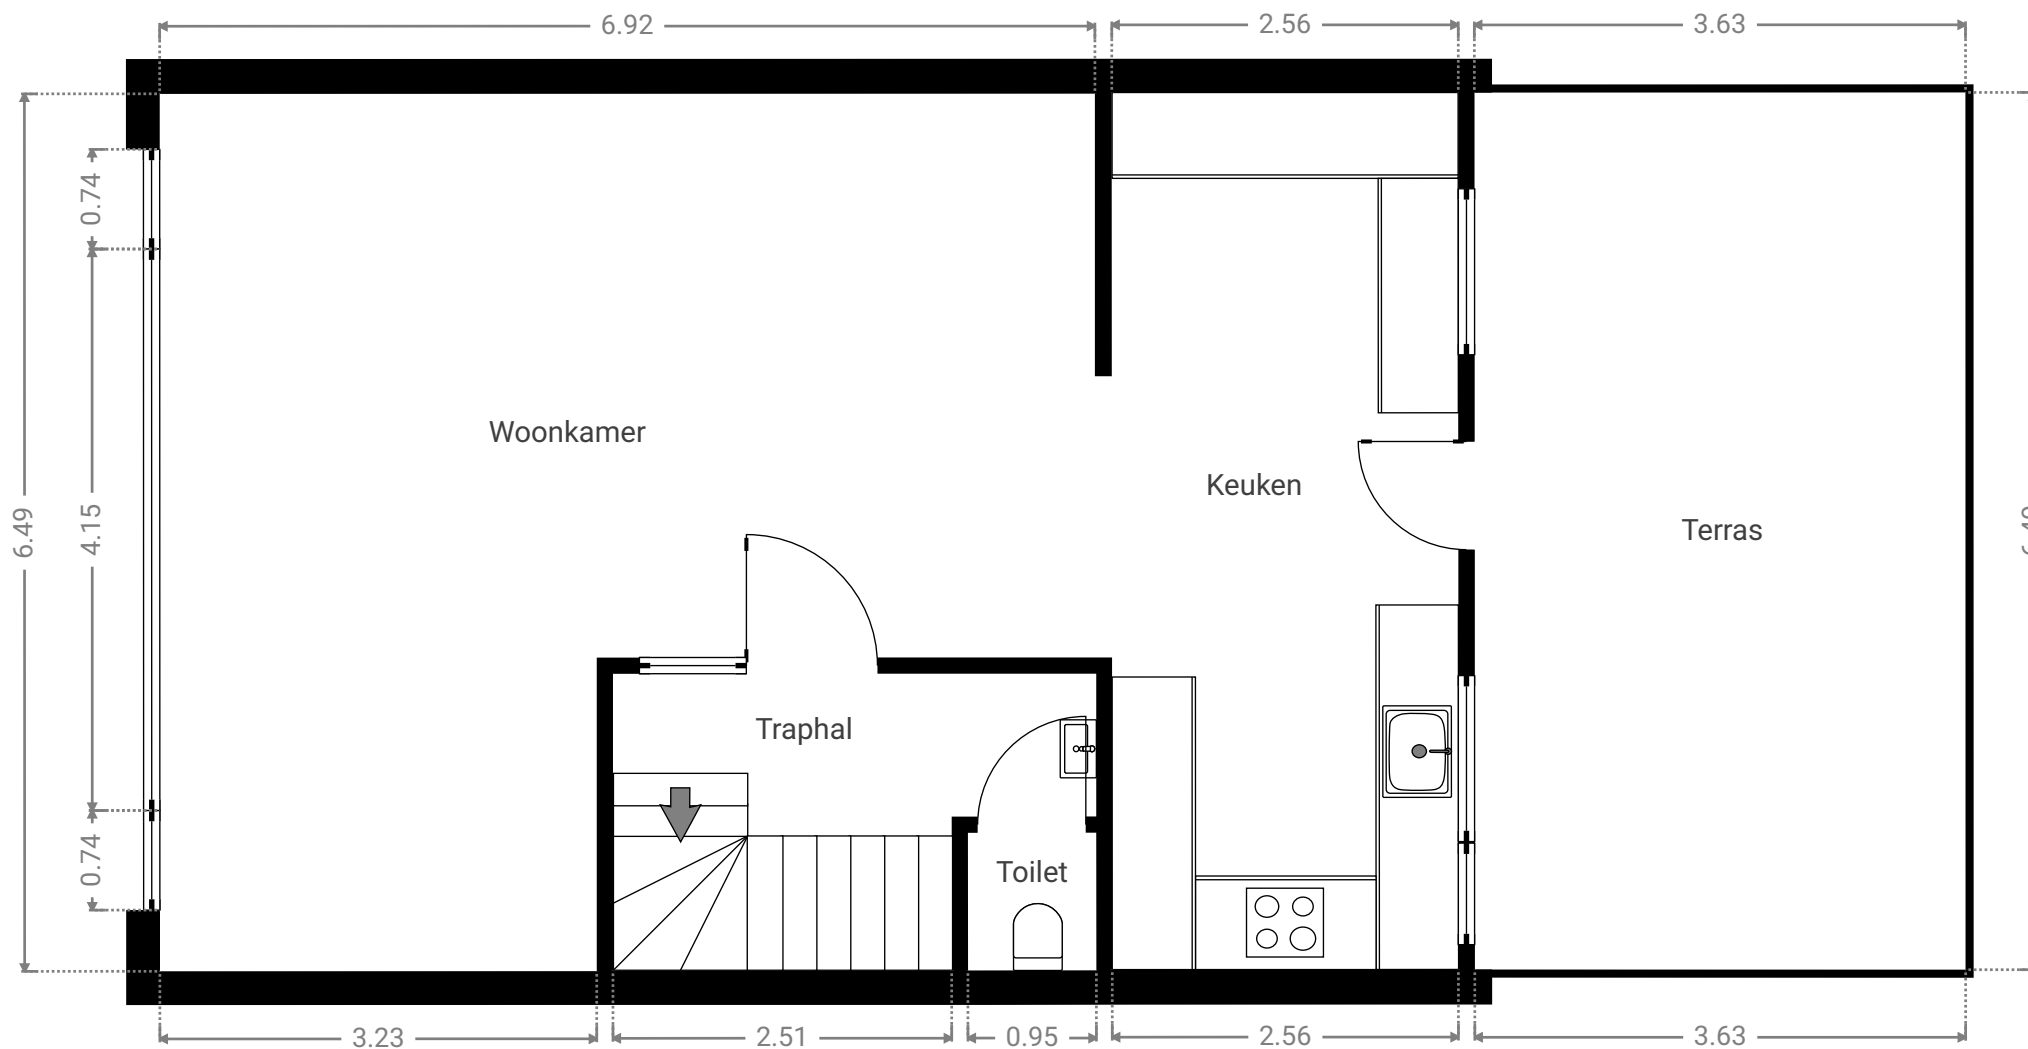 6.92
2.56
3.63
0.74
4.15
6.49
0.74
Woonkamer
Keuken
Terras
Traphal
Toilet
3.23
2.51
0.95
2.56
3.63